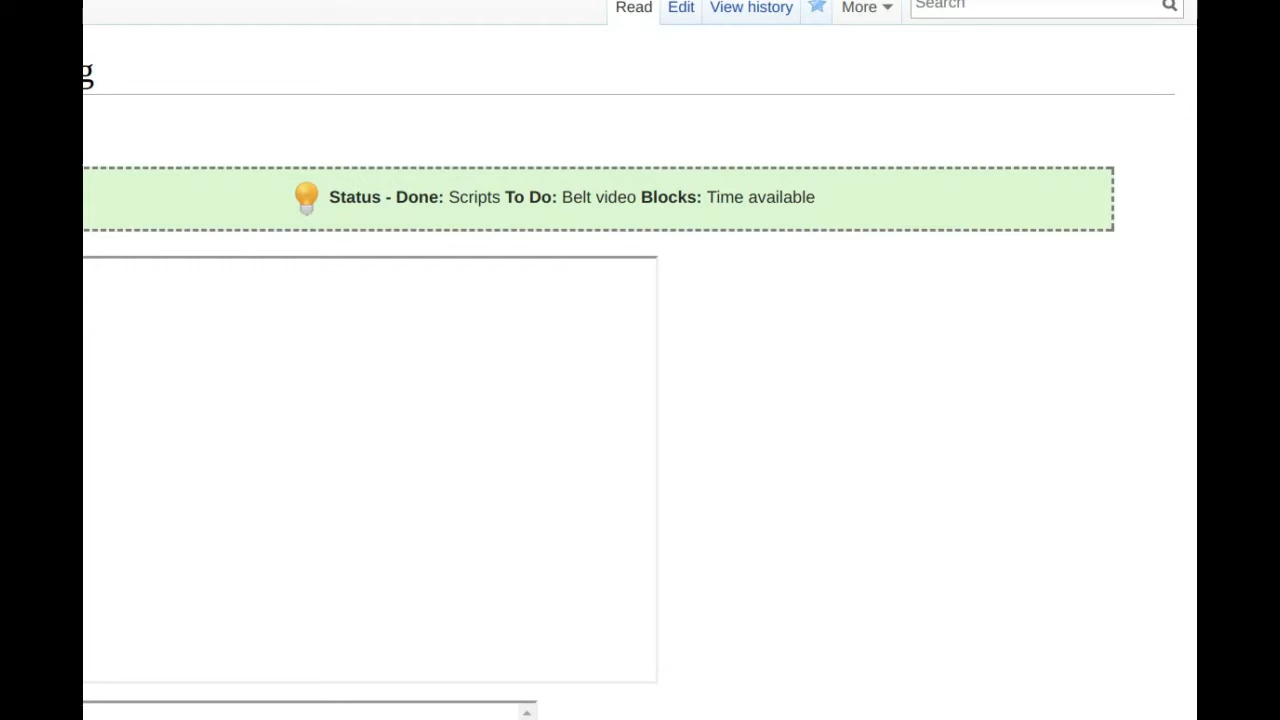 Read Edit View history More Search
g
Status - Done: Scripts To Do: Belt video Blocks: Time available